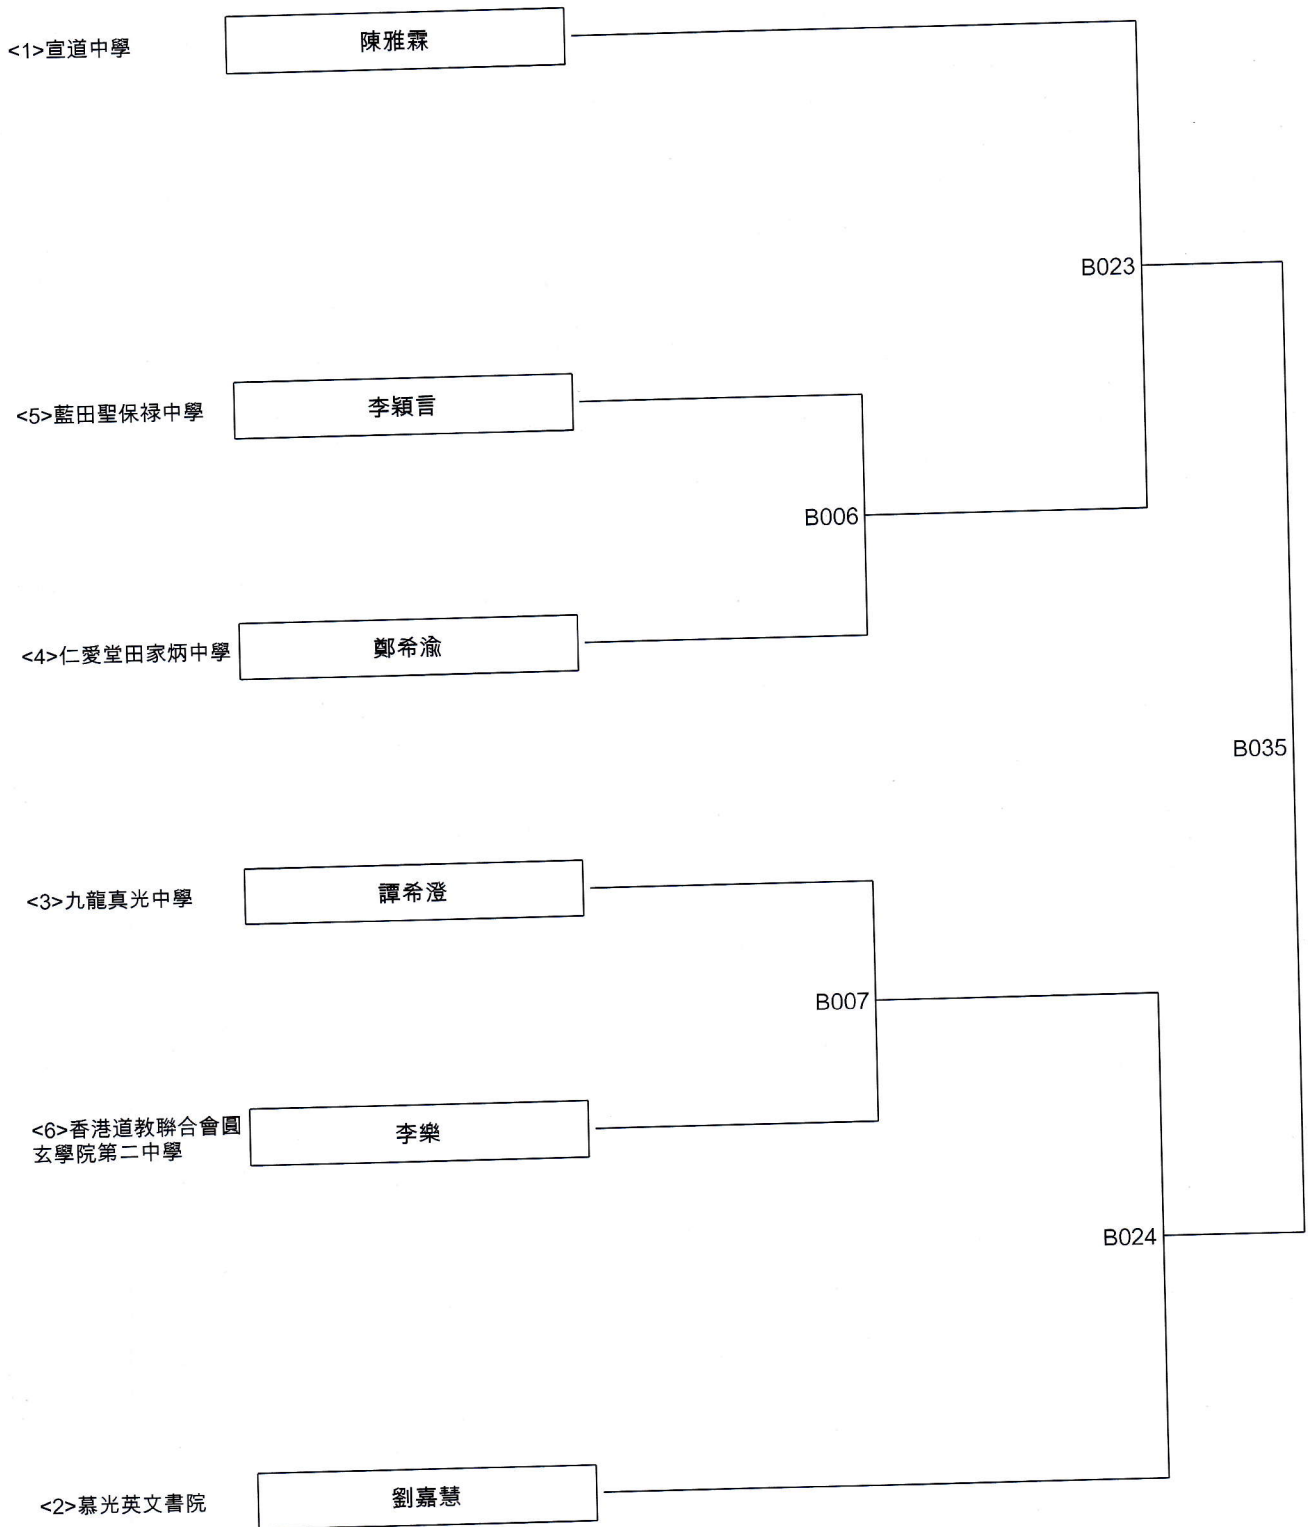 <1>宣道中學
陳雅霖
B023
<5>藍田聖保禄中學
李穎言
B006
<4>仁愛堂田家炳中學
鄭希渝
B035
<3>九龍真光中學
譚希澄
B007
<6>香港道教聯合會圓
玄學院第二中學
李樂
B024
<2>慕光英文書院
劉嘉慧